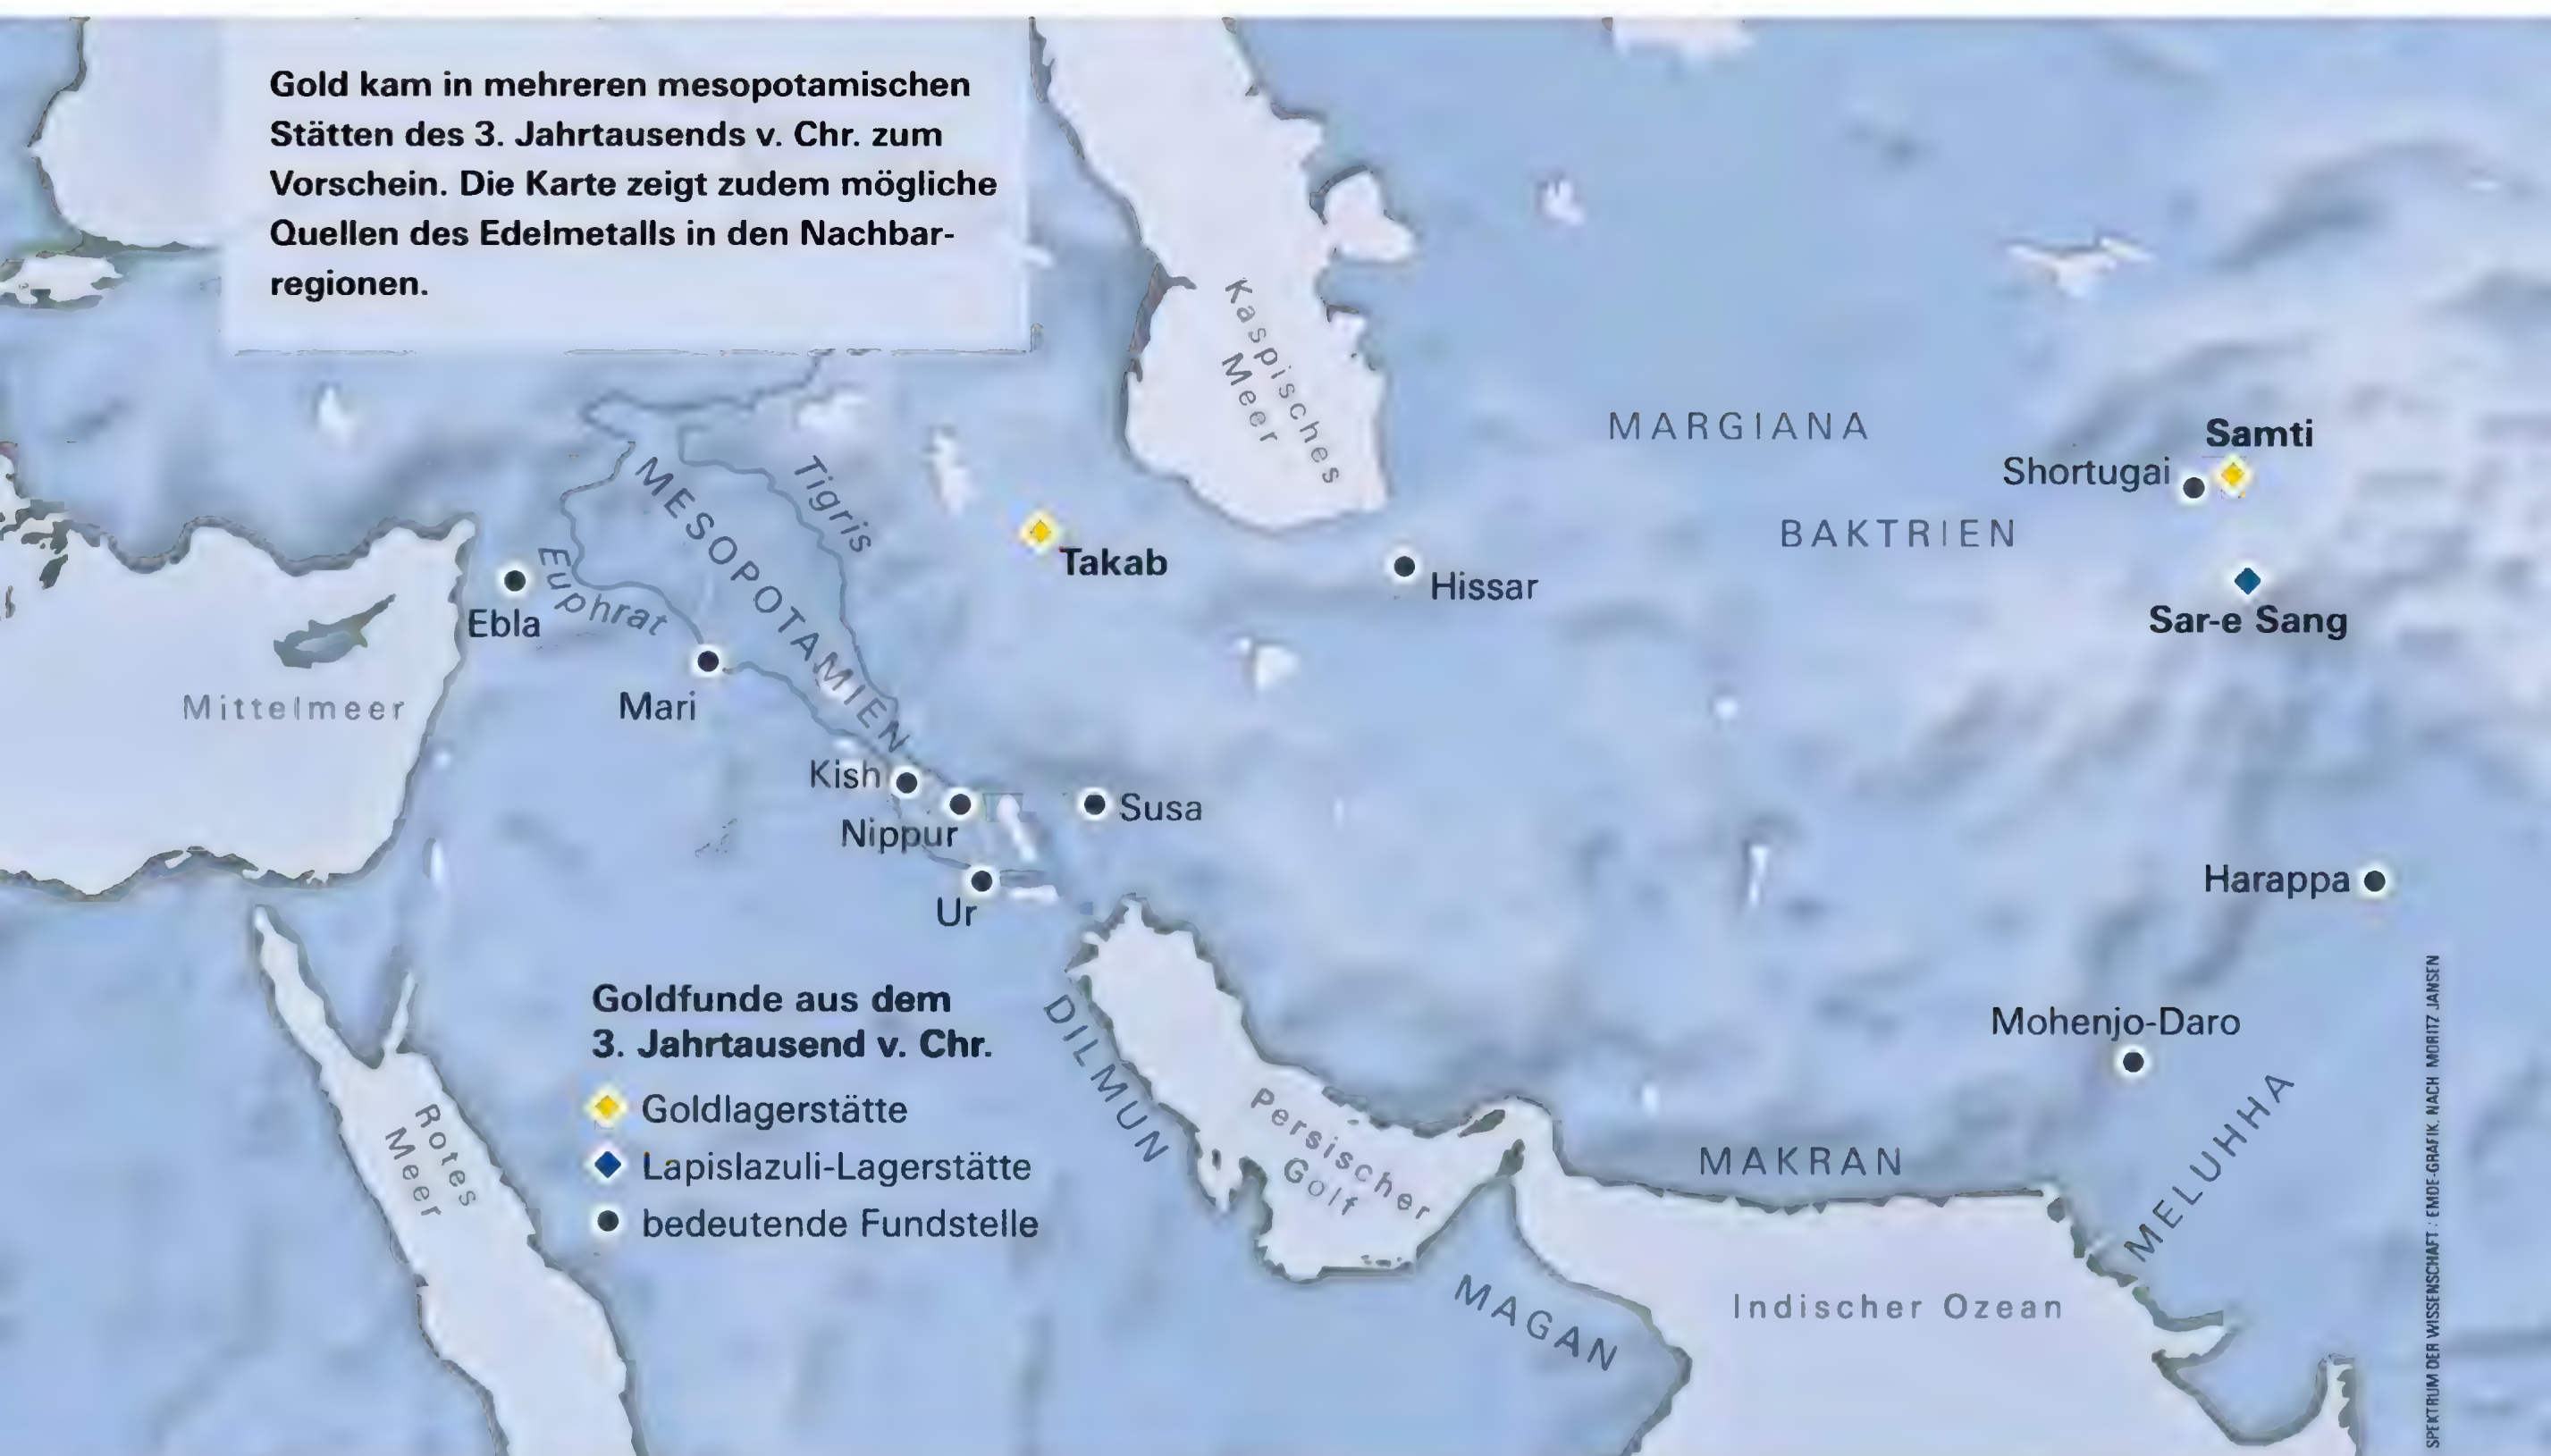 Gold kam in mehreren mesopotamischen
Stätten des 3. Jahrtausends v. Chr. zum
Vorschein. Die Karte zeigt zudem mögliche
Quellen des Edelmetalls in den Nachbar-
regionen.
Kaspisches
Meer
MARGIANA
Samti
Shortugai
BAKTRIEN
Sar-e Sang
Tigris
MESOPOTAMIEN
Euphrat
Takab
Hissar
Ebla
Mittelmeer
Mari
Kish
Nippur
Susa
Ur
Harappa
Mohenjo-Daro
Goldfunde aus dem
3. Jahrtausend v. Chr.
Goldlagerstätte
Lapislazuli-Lagerstätte
bedeutende Fundstelle
DILMUN
Rotes
Meer
Persischer
Golf
MAKRAN
MELUHHA
MAGAN
Indischer Ozean
SPEKTRUM DER WISSENSCHAFT / EMDE-GRAFIK, NACH MORITZ JANSEN